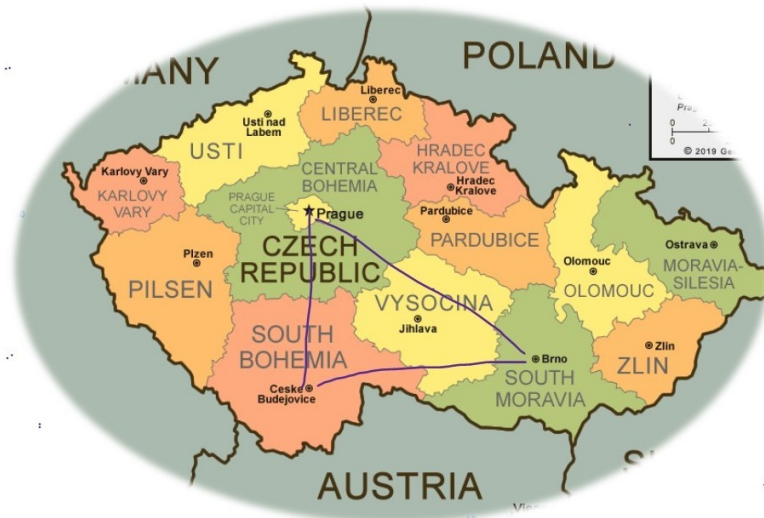 MANY
POLAND
Liberec
LIBEREC
Usti nad
Labem
USTI
HRADEC
KRALOVE
Hradec
Kralove
Karlovy Vary
KARLOVY
VARY
CENTRAL
BOHEMIA
PRAGUE
CAPITAL
CITY
Prague
Pardubice
PARDUBICE
CZECH
REPUBLIC
Plzen
PILSEN
Ostrava
MORAVIA-
SILESIA
Olomouc
OLOMOUC
VYSOCINA
Jihlava
SOUTH
BOHEMIA
Ceske
Budejovice
Brno
SOUTH
MORAVIA
Zlin
ZLIN
AUSTRIA
Prag
0
© 2019 Ge